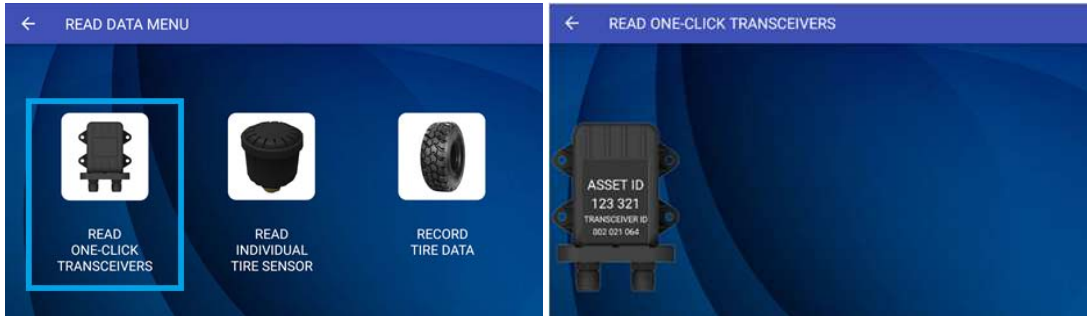 READ DATA MENU
READ
ONE-CLICK
TRANSCEIVERS
READ
INDIVIDUAL
TIRE SENSOR
RECORD
TIRE DATA
READ ONE-CLICK TRANSCEIVERS
ASSET ID
123 321
TRANSCEIVER ID
002 021 064